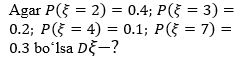 Agar P(ξ = 2) = 0.4; P(ξ = 3) =
0.2; P(ξ = 4) = 0.1; P(ξ = 7) =
0.3 bo‘lsa Dξ−?